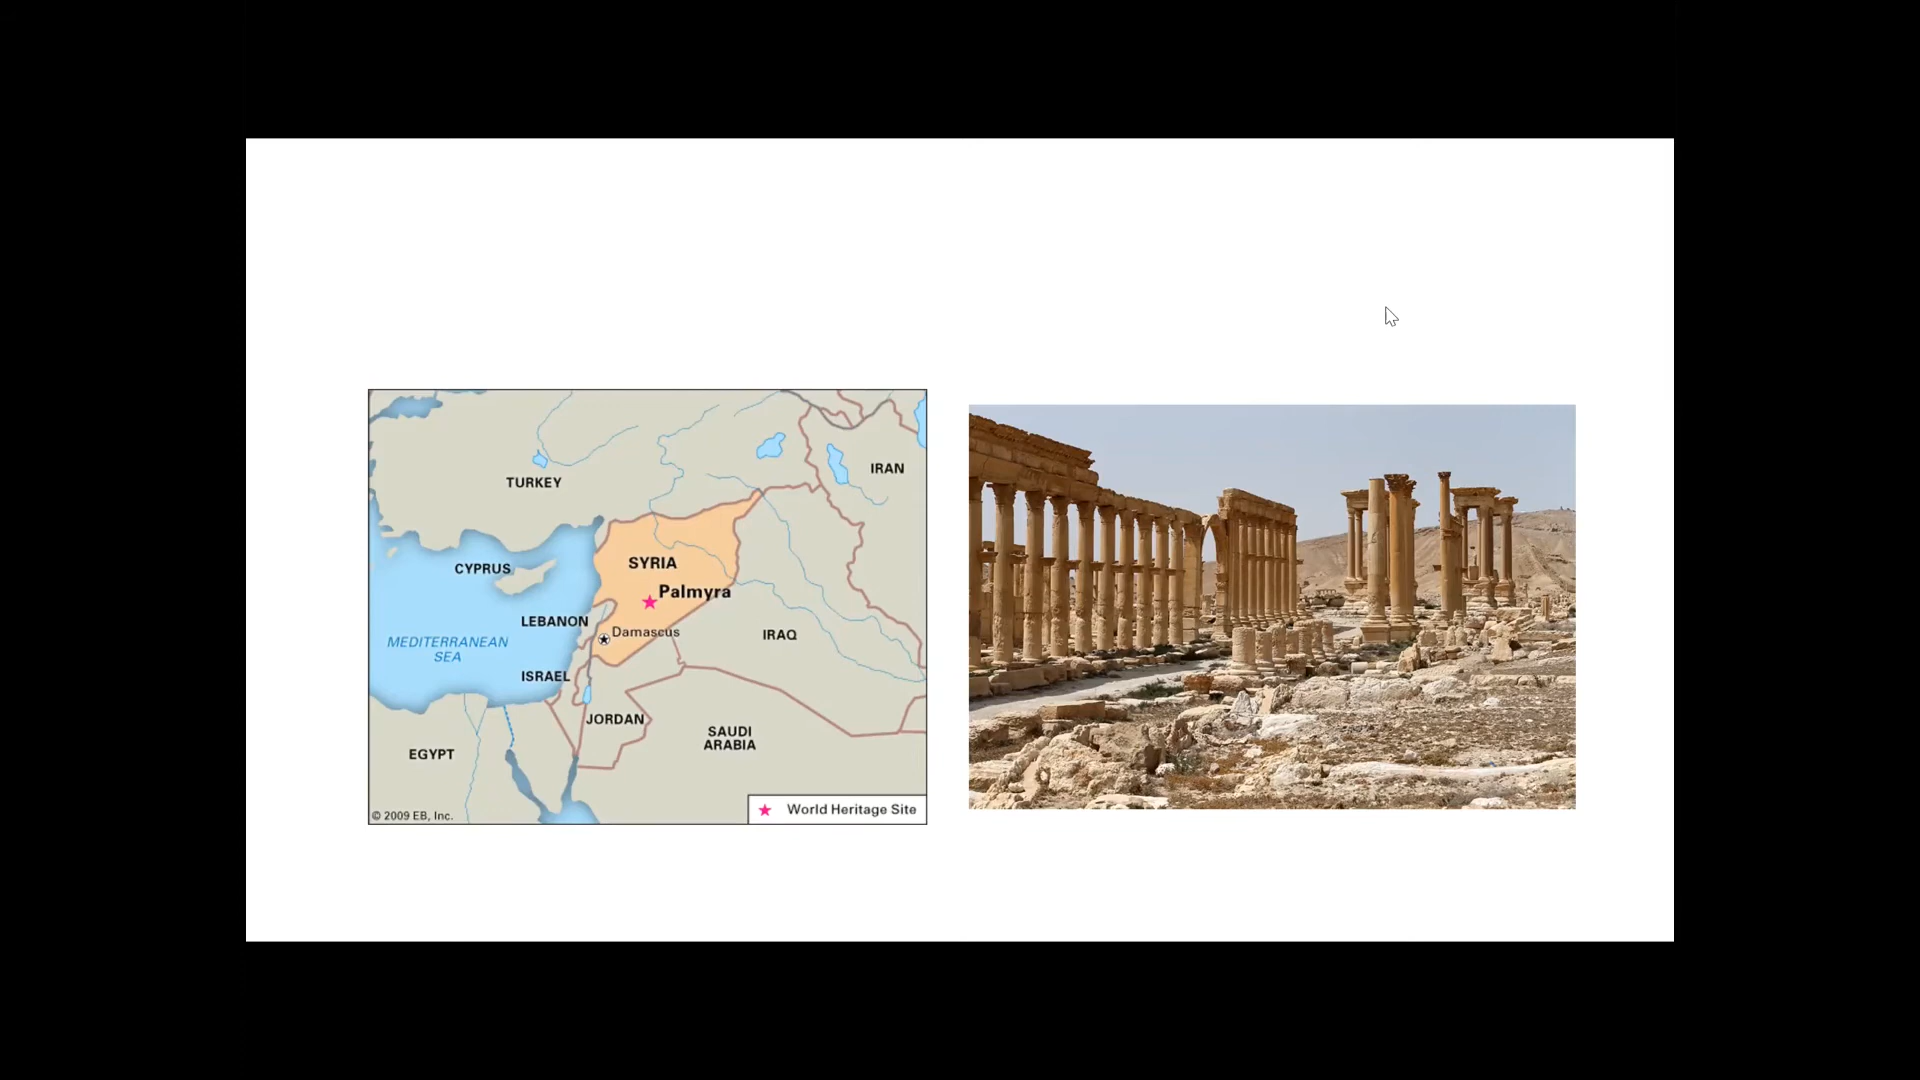 TURKEY
IRAN
SYRIA
CYPRUS
Palmyra
LEBANON
Damascus
IRAQ
MEDITERRANEAN
SEA
ISRAEL
JORDAN
SAUDI
ARABIA
EGYPT
World Heritage Site
© 2009 EB, Inc.